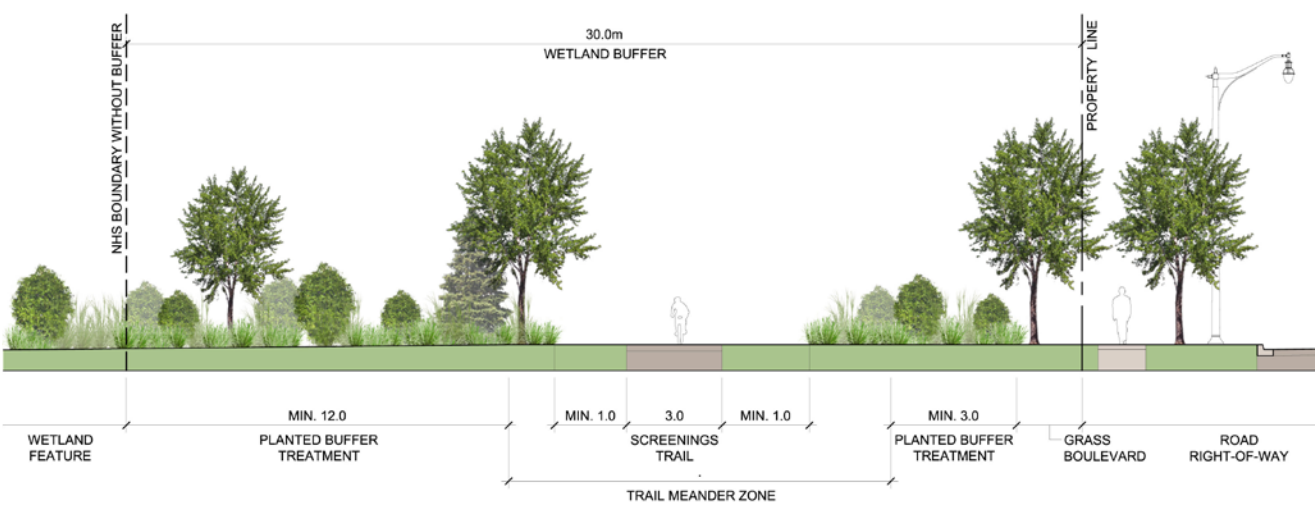 NHS BOUNDARY WITHOUT BUFFER
30.0m
WETLAND BUFFER
PROPERTY LINE
MIN. 12.0
MIN. 1.0
3.0
MIN. 1.0
MIN. 3.0
WETLAND
FEATURE
PLANTED BUFFER
TREATMENT
SCREENINGS
TRAIL
PLANTED BUFFER
TREATMENT
GRASS
BOULEVARD
ROAD
RIGHT-OF-WAY
TRAIL MEANDER ZONE